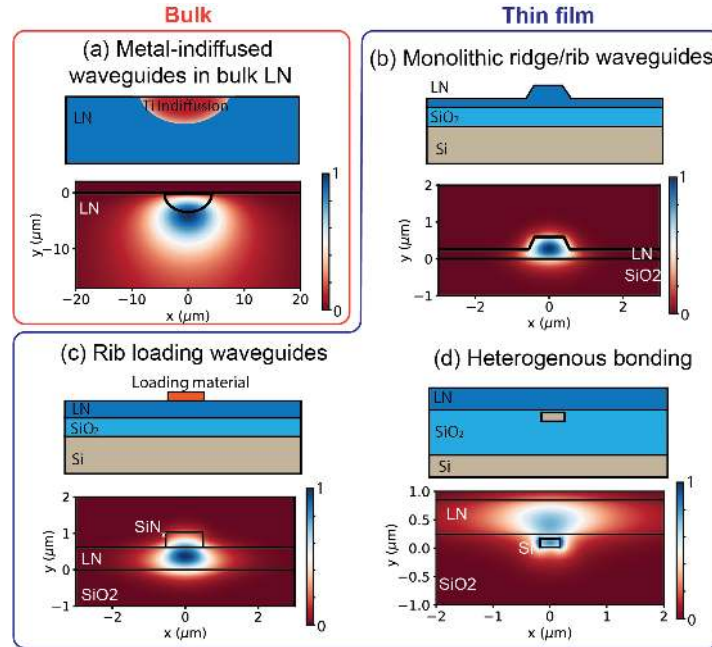 Bulk
Thin film
(a) Metal-indiffused
waveguides in bulk LN
Ti Indiffusion
LN
LN
0
-10
y (μm)
-20
-10
0
10
20
x (μm)
1
0
(b) Monolithic ridge/rib waveguides
LN
SiO₂
Si
2
1
0
-1
y (μm)
LN
SiO2
-2
0
2
x (μm)
1
0
(c) Rib loading waveguides
Loading material
LN
SiO₂
Si
2
1
0
-1
y (μm)
SiN
LN
SiO2
-2
0
2
x (μm)
1
0
(d) Heterogenous bonding
LN
SiO₂
Si
1.0
0.5
0.0
-0.5
-1.0
y (μm)
LN
Si
SiO2
-2
-1
0
1
2
x (μm)
1
0